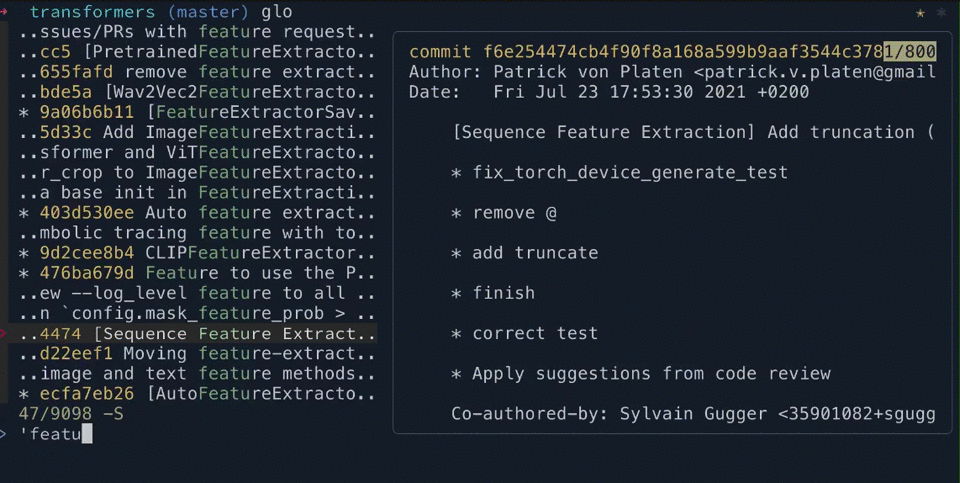 transformers (master) glo
..ssues/PRs with feature request..
..cc5 [PretrainedFeatureExtracto..
..655fafd remove feature extract..
..bde5a [Wav2Vec2FeatureExtracto..
* 9a06b6b11 [FeatureExtractorSav..
..5d33c Add ImageFeatureExtracti..
..sformer and ViTFeatureExtracto..
..r_crop to ImageFeatureExtracto..
..a base init in FeatureExtracti..
* 403d530ee Auto feature extract..
..mbolic tracing feature with to..
* 9d2cee8b4 CLIPFeatureExtractor..
* 476ba679d Feature to use the P..
..ew --log_level feature to all ..
..n `config.mask_feature_prob > ..
> ..4474 [Sequence Feature Extract..
..d22eef1 Moving feature-extract..
..image and text feature methods..
* ecfa7eb26 [AutoFeatureExtracto..
47/9098 -S
> 'featu
commit f6e254474cb4f90f8a168a599b9aaf3544c3781/800
Author: Patrick von Platen <patrick.v.platen@gmail
Date:   Fri Jul 23 17:53:30 2021 +0200
[Sequence Feature Extraction] Add truncation (
* fix_torch_device_generate_test
* remove @
* add truncate
* finish
* correct test
* Apply suggestions from code review
Co-authored-by: Sylvain Gugger <35901082+sgugg